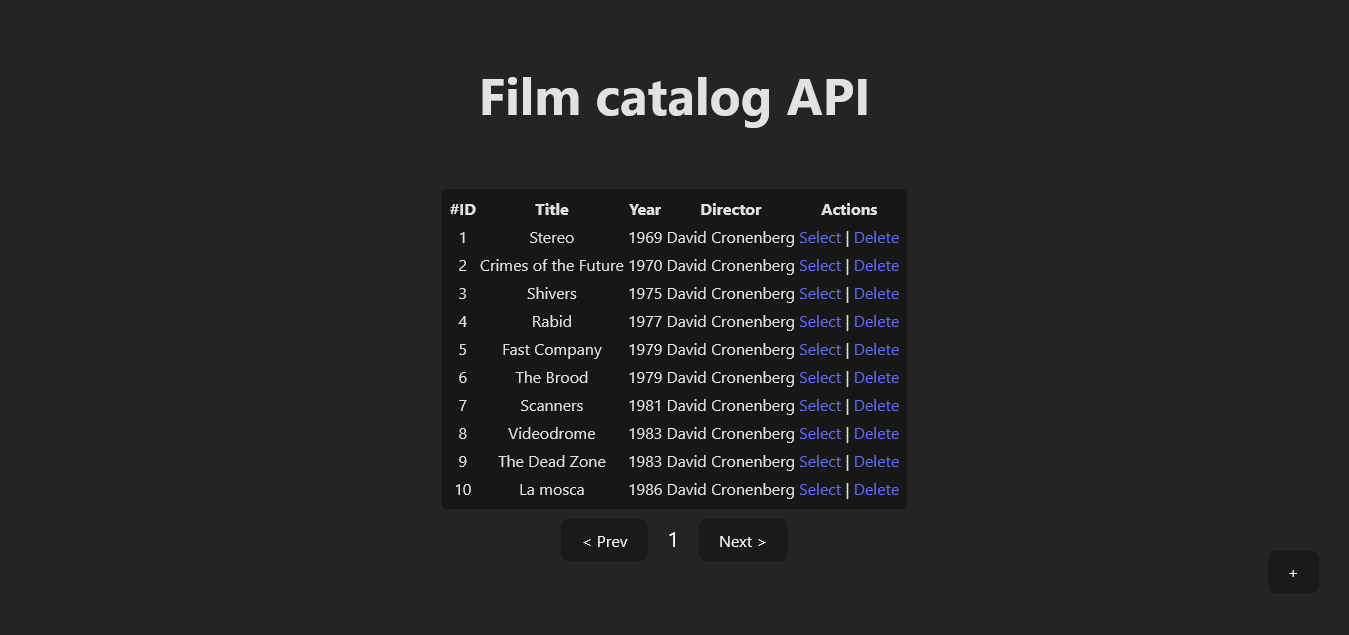 Film catalog API
#ID Title Year Director Actions
1 Stereo 1969 David Cronenberg Select | Delete
2 Crimes of the Future 1970 David Cronenberg Select | Delete
3 Shivers 1975 David Cronenberg Select | Delete
4 Rabid 1977 David Cronenberg Select | Delete
5 Fast Company 1979 David Cronenberg Select | Delete
6 The Brood 1979 David Cronenberg Select | Delete
7 Scanners 1981 David Cronenberg Select | Delete
8 Videodrome 1983 David Cronenberg Select | Delete
9 The Dead Zone 1983 David Cronenberg Select | Delete
10 La mosca 1986 David Cronenberg Select | Delete
< Prev 1 Next >
+